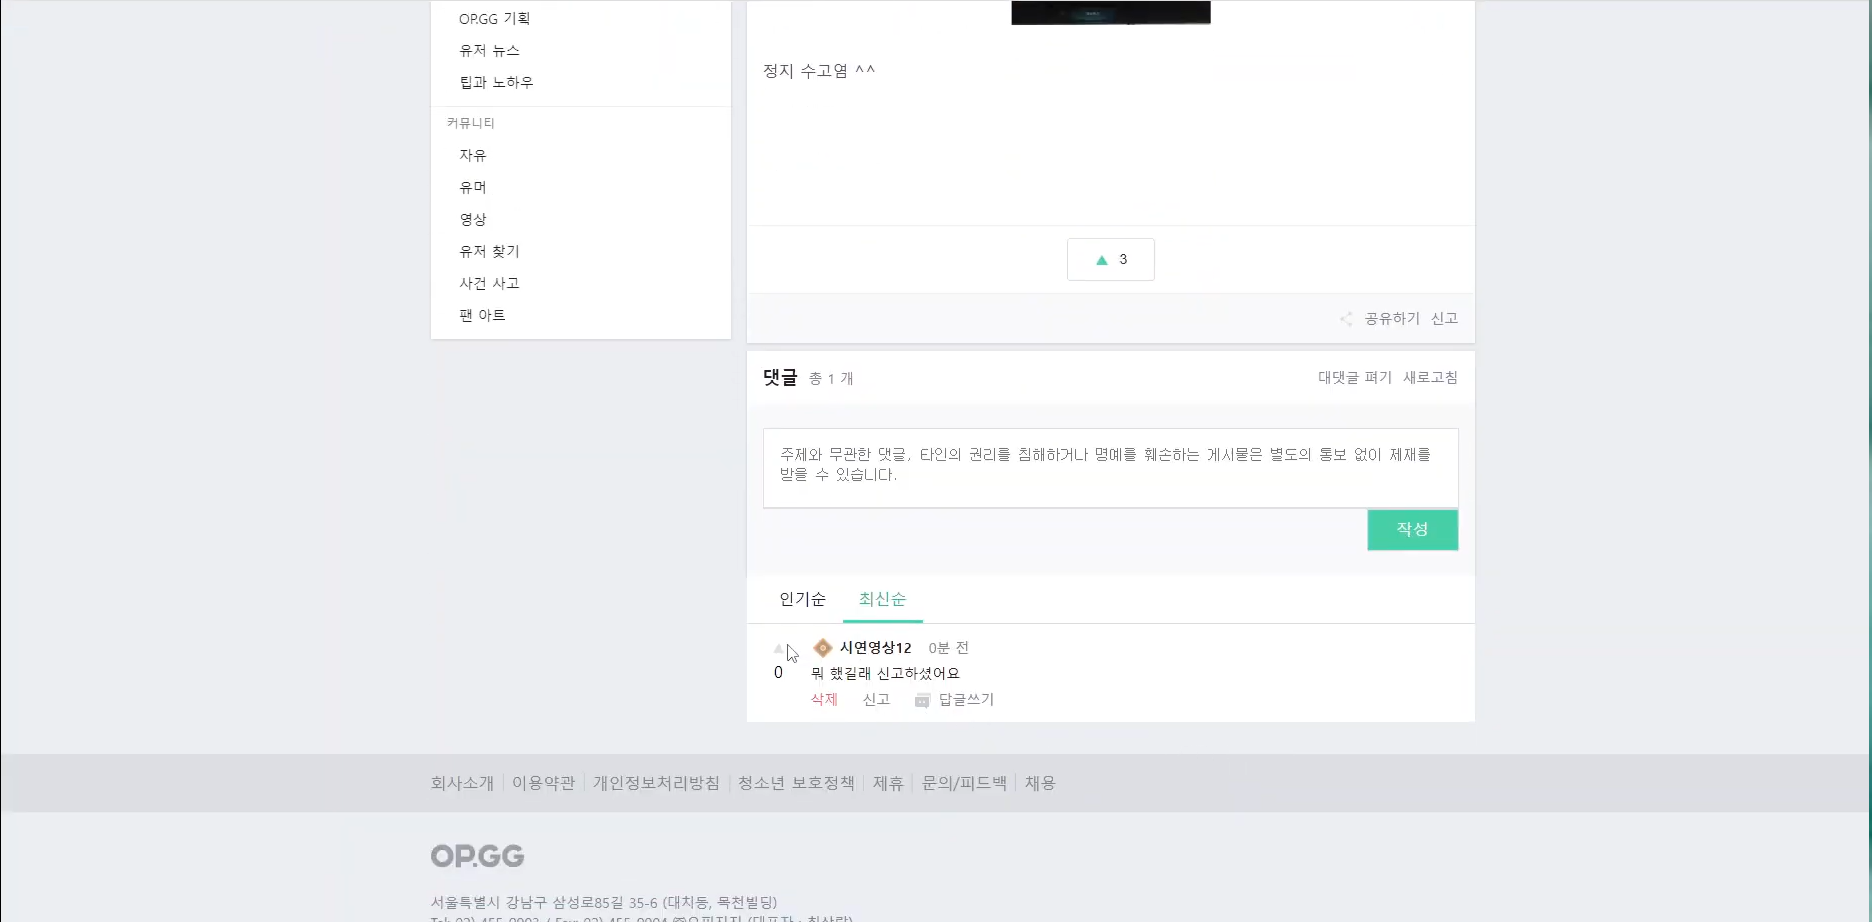 OP.GG 기획
유저 뉴스
팁과 노하우
커뮤니티
자유
유머
영상
유저 찾기
사건 사고
팬 아트
정지 수고염 ^^
3
공유하기 신고
댓글 총 1 개
대댓글 펴기 새로고침
주제와 무관한 댓글, 타인의 권리를 침해하거나 명예를 훼손하는 게시물은 별도의 통보 없이 제재를
받을 수 있습니다.
작성
인기순 최신순
시연영상12 0분 전
0
뭐 했길래 신고하셨어요
삭제 신고 답글쓰기
회사소개 이용약관 개인정보처리방침 청소년 보호정책 제휴 문의/피드백 채용
OP.GG
서울특별시 강남구 삼성로85길 35-6 (대치동, 목천빌딩)